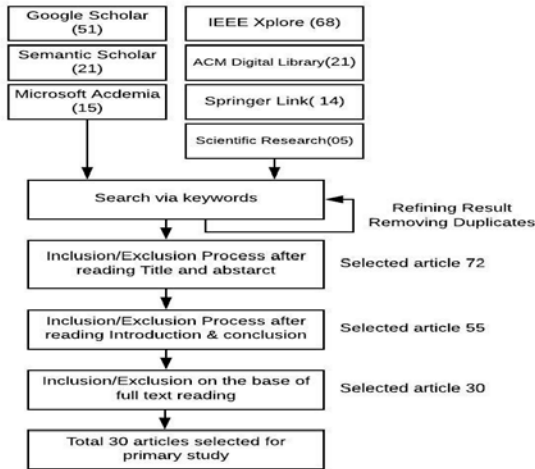 Google Scholar
(51)
Semantic Scholar
(21)
Microsoft Acdemia
(15)
IEEE Xplore (68)
ACM Digital Library(21)
Springer Link( 14)
Scientific Research(05)
Search via keywords
Refining Result
Removing Duplicates
Inclusion/Exclusion Process after
reading Title and abstarct
Selected article 72
Inclusion/Exclusion Process after
reading Introduction & conclusion
Selected article 55
Inclusion/Exclusion on the base of
full text reading
Selected article 30
Total 30 articles selected for
primary study